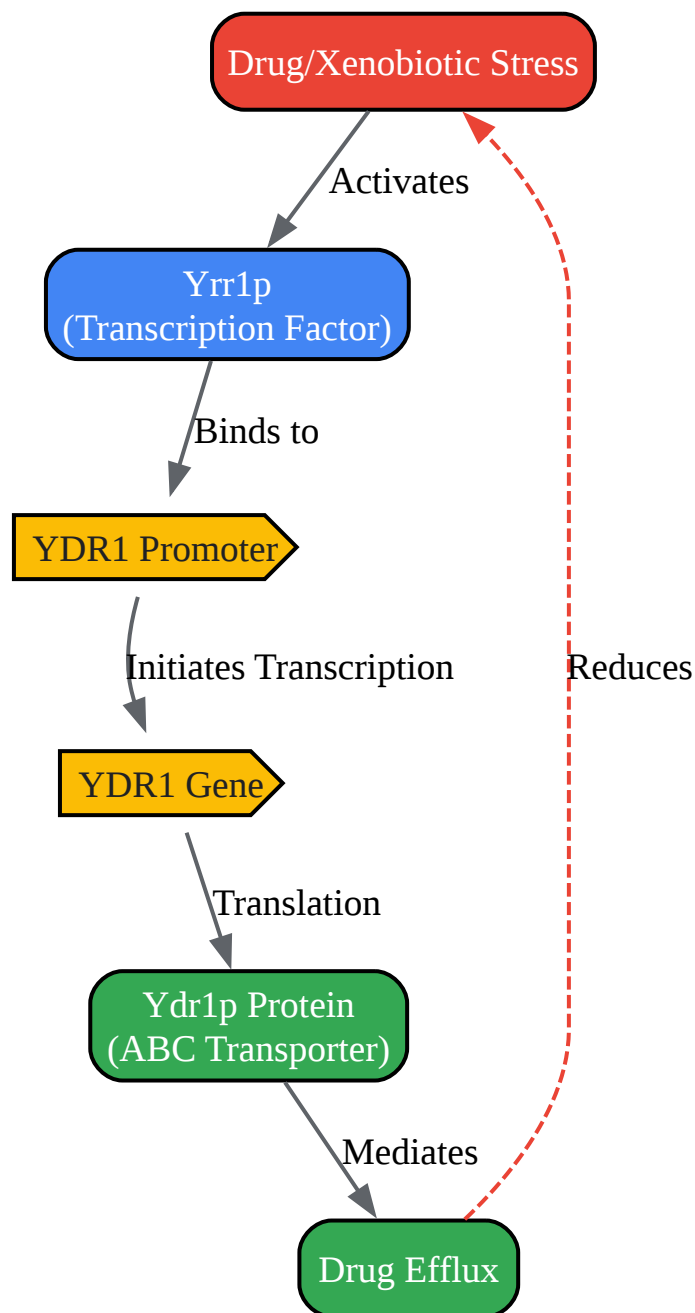 Drug/Xenobiotic Stress
Activates
Yrr1p
(Transcription Factor)
Binds to
YDR1 Promoter
Initiates Transcription
Reduces
YDR1 Gene
Translation
Ydr1p Protein
(ABC Transporter)
Mediates
Drug Efflux